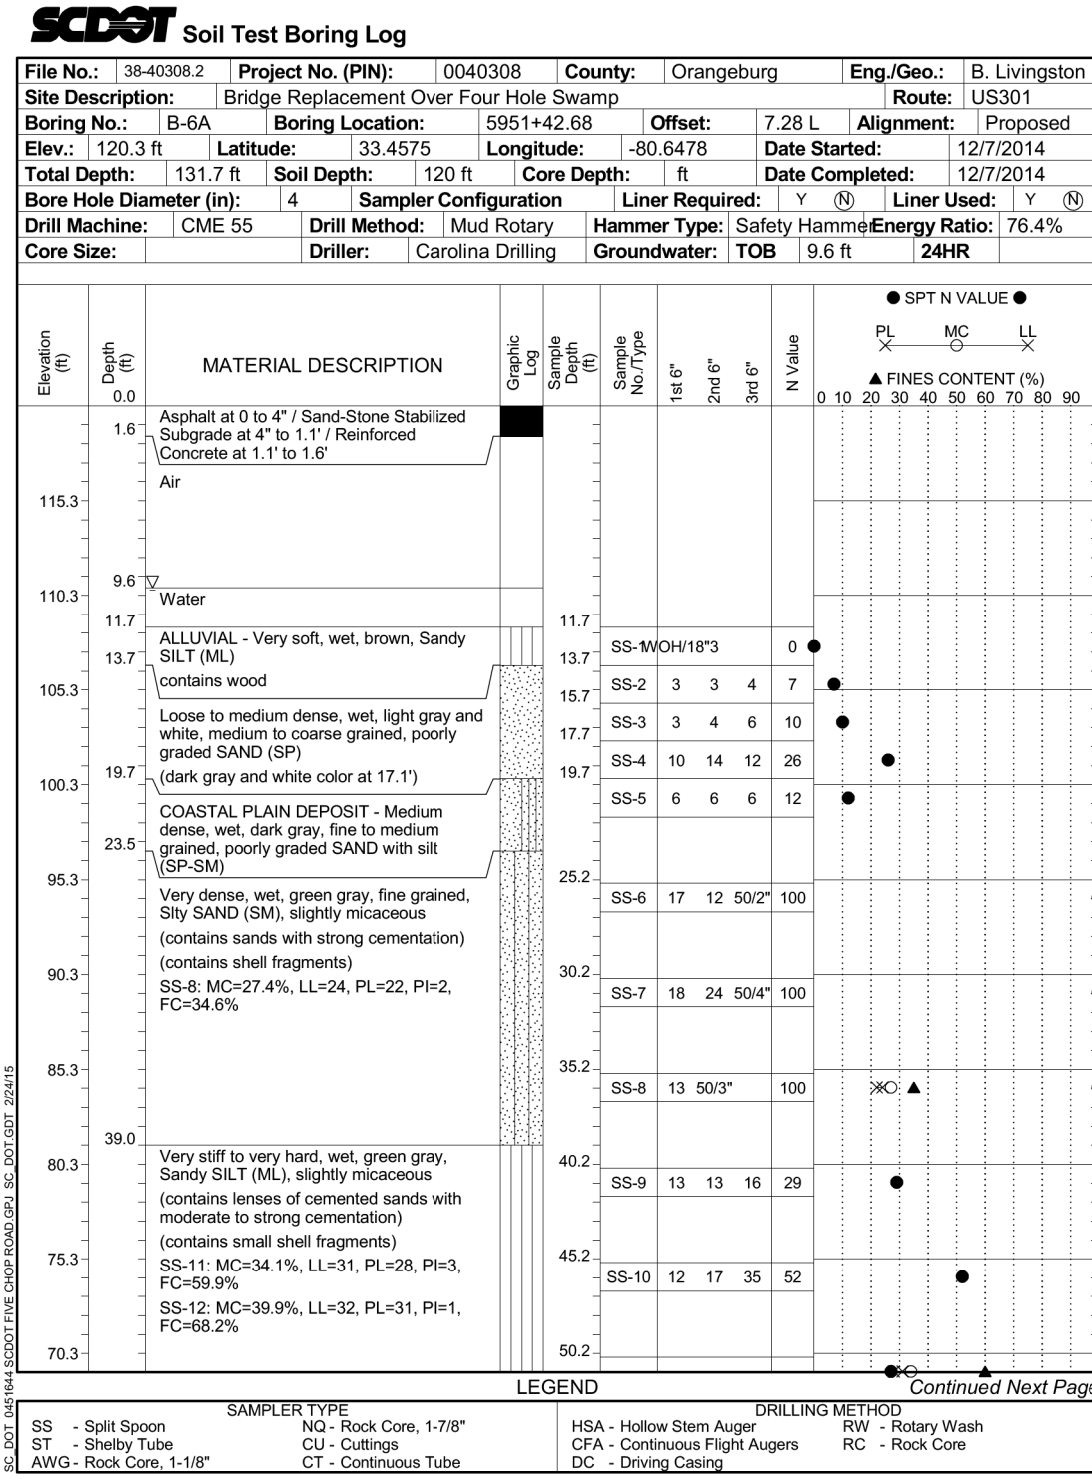 SCDOT Soil Test Boring Log
File No.: 38-40308.2 Project No. (PIN): 0040308 County: Orangeburg Eng./Geo.: B. Livingston
Site Description: Bridge Replacement Over Four Hole Swamp Route: US301
Boring No.: B-6A Boring Location: 5951+42.68 Offset: 7.28 L Alignment: Proposed
Elev.: 120.3 ft Latitude: 33.4575 Longitude: -80.6478 Date Started: 12/7/2014
Total Depth: 131.7 ft Soil Depth: 120 ft Core Depth: ft Date Completed: 12/7/2014
Bore Hole Diameter (in): 4 Sampler Configuration Liner Required: Y N Liner Used: Y N
Drill Machine: CME 55 Drill Method: Mud Rotary Hammer Type: Safety Hammer Energy Ratio: 76.4%
Core Size: Driller: Carolina Drilling Groundwater: TOB 9.6 ft 24HR
Elevation (ft) Depth (ft) MATERIAL DESCRIPTION Graphic Log Sample Depth (ft) Sample No./Type 1st 6" 2nd 6" 3rd 6" N Value
● SPT N VALUE ●
PL MC LL
▲ FINES CONTENT (%)
0.0
0 10 20 30 40 50 60 70 80 90
1.6 Asphalt at 0 to 4" / Sand-Stone Stabilized
Subgrade at 4" to 1.1' / Reinforced
Concrete at 1.1' to 1.6'
Air
115.3
9.6
110.3 Water
11.7 11.7
ALLUVIAL - Very soft, wet, brown, Sandy
SILT (ML)
SS-1 WOH/18"3 0
13.7 13.7
contains wood
SS-2 3 3 4 7
105.3 15.7
Loose to medium dense, wet, light gray and
white, medium to coarse grained, poorly
graded SAND (SP)
SS-3 3 4 6 10
17.7
SS-4 10 14 12 26
19.7 (dark gray and white color at 17.1') 19.7
100.3
SS-5 6 6 6 12
COASTAL PLAIN DEPOSIT - Medium
dense, wet, dark gray, fine to medium
grained, poorly graded SAND with silt
(SP-SM)
23.5
95.3 25.2
Very dense, wet, green gray, fine grained,
Slty SAND (SM), slightly micaceous
SS-6 17 12 50/2" 100
(contains sands with strong cementation)
(contains shell fragments)
90.3 30.2
SS-8: MC=27.4%, LL=24, PL=22, PI=2,
FC=34.6%
SS-7 18 24 50/4" 100
85.3 35.2
SS-8 13 50/3" 100
39.0
Very stiff to very hard, wet, green gray,
Sandy SILT (ML), slightly micaceous
80.3 40.2
SS-9 13 13 16 29
(contains lenses of cemented sands with
moderate to strong cementation)
(contains small shell fragments)
75.3 45.2
SS-11: MC=34.1%, LL=31, PL=28, PI=3,
FC=59.9%
SS-10 12 17 35 52
SS-12: MC=39.9%, LL=32, PL=31, PI=1,
FC=68.2%
70.3 50.2
SC_DOT 0451644 SCDOT FIVE CHOP ROAD.GPJ SC_DOT.GDT 2/24/15
LEGEND Continued Next Page
SAMPLER TYPE DRILLING METHOD
SS - Split Spoon NQ - Rock Core, 1-7/8" HSA - Hollow Stem Auger RW - Rotary Wash
ST - Shelby Tube CU - Cuttings CFA - Continuous Flight Augers RC - Rock Core
AWG - Rock Core, 1-1/8" CT - Continuous Tube DC - Driving Casing